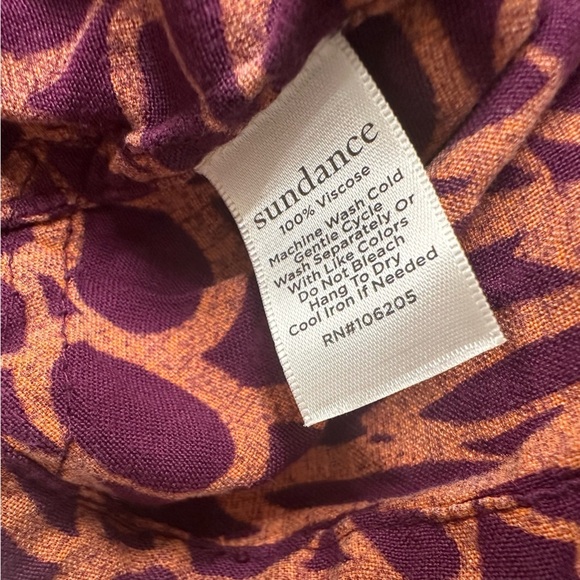 sundance
100% Viscose
Machine Wash Cold
Gentle Cycle
Wash Separately Or
With Like Colors
Do Not Bleach
Hang To Dry
Cool Iron If Needed
RN#106205